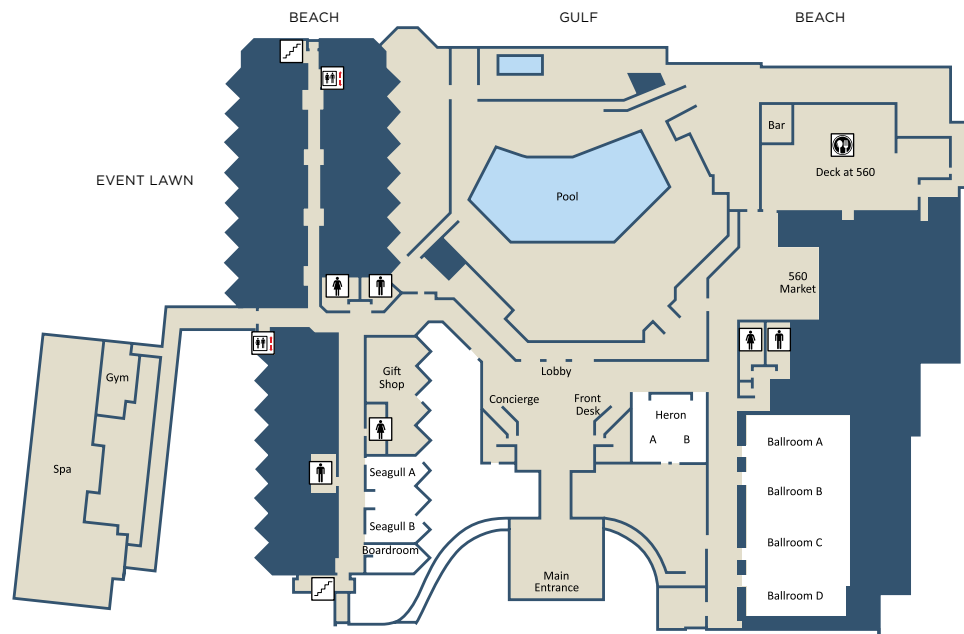 BEACH
GULF
BEACH
EVENT LAWN
Bar
Deck at 560
Pool
560
Market
Gym
Gift
Shop
Lobby
Concierge
Front
Desk
Heron
A
B
Spa
Seagull A
Seagull B
Boardroom
Ballroom A
Ballroom B
Ballroom C
Ballroom D
Main
Entrance